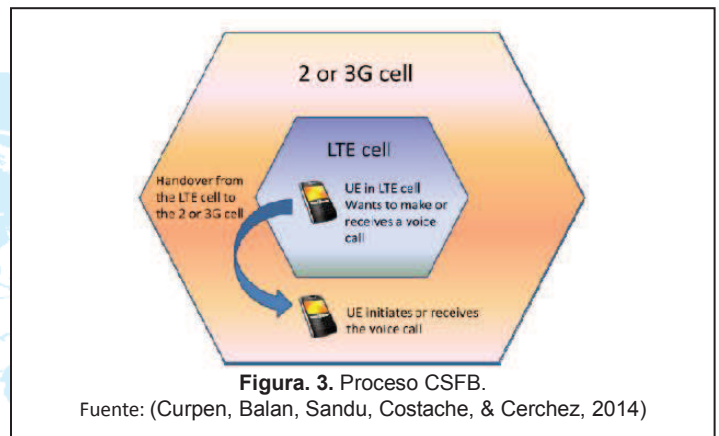 2 or 3G cell
LTE cell
Handover from
the LTE cell to
the 2 or 3G cell
UE in LTE cell
Wants to make or
receives a voice
call
UE initiates or receives
the voice call
Figura. 3. Proceso CSFB.
Fuente: (Curpen, Balan, Sandu, Costache, & Cerchez, 2014)